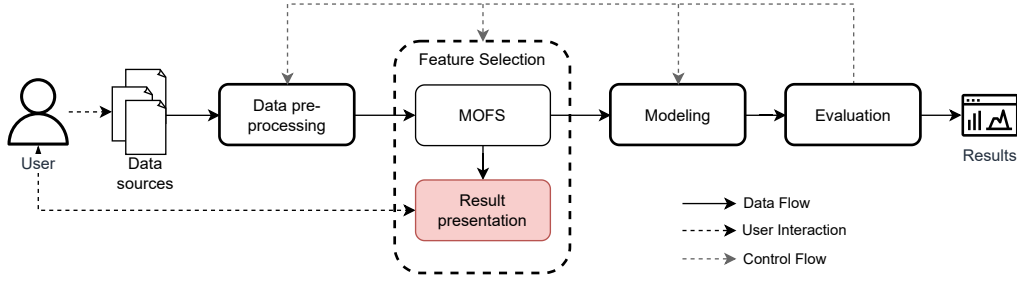 Feature Selection
User
Data
sources
Data pre-
processing
MOFS
Modeling
Evaluation
Results
Result
presentation
Data Flow
User Interaction
Control Flow